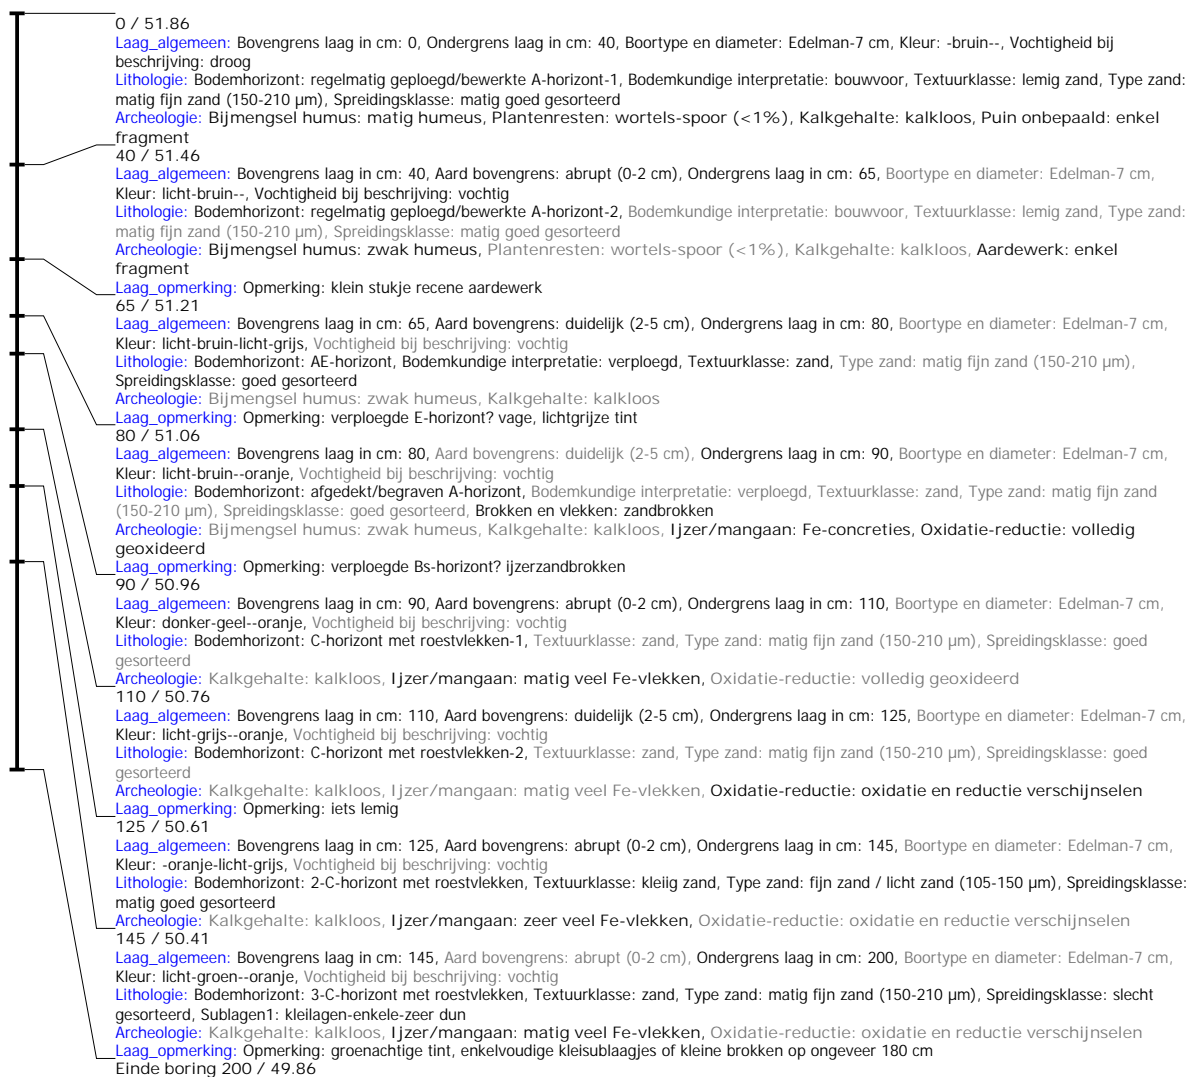 0 / 51.86
Laag_algemeen: Bovengrens laag in cm: 0, Ondergrens laag in cm: 40, Boortype en diameter: Edelman-7 cm, Kleur: -bruin--, Vochtigheid bij
beschrijving: droog
Lithologie: Bodemhorizont: regelmatig geploegd/bewerkte A-horizont-1, Bodemkundige interpretatie: bouwvoor, Textuurklasse: lemig zand, Type zand:
matig fijn zand (150-210 µm), Spreidingsklasse: matig goed gesorteerd
Archeologie: Bijmengsel humus: matig humeus, Plantenresten: wortels-spoor (<1%), Kalkgehalte: kalkloos, Puin onbepaald: enkel
fragment
40 / 51.46
Laag_algemeen: Bovengrens laag in cm: 40, Aard bovengrens: abrupt (0-2 cm), Ondergrens laag in cm: 65, Boortype en diameter: Edelman-7 cm,
Kleur: licht-bruin--, Vochtigheid bij beschrijving: vochtig
Lithologie: Bodemhorizont: regelmatig geploegd/bewerkte A-horizont-2, Bodemkundige interpretatie: bouwvoor, Textuurklasse: lemig zand, Type zand:
matig fijn zand (150-210 µm), Spreidingsklasse: matig goed gesorteerd
Archeologie: Bijmengsel humus: zwak humeus, Plantenresten: wortels-spoor (<1%), Kalkgehalte: kalkloos, Aardewerk: enkel
fragment
Laag_opmerking: Opmerking: klein stukje recene aardewerk
65 / 51.21
Laag_algemeen: Bovengrens laag in cm: 65, Aard bovengrens: duidelijk (2-5 cm), Ondergrens laag in cm: 80, Boortype en diameter: Edelman-7 cm,
Kleur: licht-bruin-licht-grijs, Vochtigheid bij beschrijving: vochtig
Lithologie: Bodemhorizont: AE-horizont, Bodemkundige interpretatie: verploegd, Textuurklasse: zand, Type zand: matig fijn zand (150-210 µm),
Spreidingsklasse: goed gesorteerd
Archeologie: Bijmengsel humus: zwak humeus, Kalkgehalte: kalkloos
Laag_opmerking: Opmerking: verploegde E-horizont? vage, lichtgrijze tint
80 / 51.06
Laag_algemeen: Bovengrens laag in cm: 80, Aard bovengrens: duidelijk (2-5 cm), Ondergrens laag in cm: 90, Boortype en diameter: Edelman-7 cm,
Kleur: licht-bruin--oranje, Vochtigheid bij beschrijving: vochtig
Lithologie: Bodemhorizont: afgedekt/begraven A-horizont, Bodemkundige interpretatie: verploegd, Textuurklasse: zand, Type zand: matig fijn zand
(150-210 µm), Spreidingsklasse: goed gesorteerd, Brokken en vlekken: zandbrokken
Archeologie: Bijmengsel humus: zwak humeus, Kalkgehalte: kalkloos, Ijzer/mangaan: Fe-concreties, Oxidatie-reductie: volledig
geoxideerd
Laag_opmerking: Opmerking: verploegde Bs-horizont? ijzerzandbrokken
90 / 50.96
Laag_algemeen: Bovengrens laag in cm: 90, Aard bovengrens: abrupt (0-2 cm), Ondergrens laag in cm: 110, Boortype en diameter: Edelman-7 cm,
Kleur: donker-geel--oranje, Vochtigheid bij beschrijving: vochtig
Lithologie: Bodemhorizont: C-horizont met roestvlekken-1, Textuurklasse: zand, Type zand: matig fijn zand (150-210 µm), Spreidingsklasse: goed
gesorteerd
Archeologie: Kalkgehalte: kalkloos, Ijzer/mangaan: matig veel Fe-vlekken, Oxidatie-reductie: volledig geoxideerd
110 / 50.76
Laag_algemeen: Bovengrens laag in cm: 110, Aard bovengrens: duidelijk (2-5 cm), Ondergrens laag in cm: 125, Boortype en diameter: Edelman-7 cm,
Kleur: licht-grijs--oranje, Vochtigheid bij beschrijving: vochtig
Lithologie: Bodemhorizont: C-horizont met roestvlekken-2, Textuurklasse: zand, Type zand: matig fijn zand (150-210 µm), Spreidingsklasse: goed
gesorteerd
Archeologie: Kalkgehalte: kalkloos, Ijzer/mangaan: matig veel Fe-vlekken, Oxidatie-reductie: oxidatie en reductie verschijnselen
Laag_opmerking: Opmerking: iets lemig
125 / 50.61
Laag_algemeen: Bovengrens laag in cm: 125, Aard bovengrens: abrupt (0-2 cm), Ondergrens laag in cm: 145, Boortype en diameter: Edelman-7 cm,
Kleur: -oranje-licht-grijs, Vochtigheid bij beschrijving: vochtig
Lithologie: Bodemhorizont: 2-C-horizont met roestvlekken, Textuurklasse: kleiig zand, Type zand: fijn zand / licht zand (105-150 µm), Spreidingsklasse:
matig goed gesorteerd
Archeologie: Kalkgehalte: kalkloos, Ijzer/mangaan: zeer veel Fe-vlekken, Oxidatie-reductie: oxidatie en reductie verschijnselen
145 / 50.41
Laag_algemeen: Bovengrens laag in cm: 145, Aard bovengrens: abrupt (0-2 cm), Ondergrens laag in cm: 200, Boortype en diameter: Edelman-7 cm,
Kleur: licht-groen--oranje, Vochtigheid bij beschrijving: vochtig
Lithologie: Bodemhorizont: 3-C-horizont met roestvlekken, Textuurklasse: zand, Type zand: matig fijn zand (150-210 µm), Spreidingsklasse: slecht
gesorteerd, Sublagen1: kleilagen-enkele-zeer dun
Archeologie: Kalkgehalte: kalkloos, Ijzer/mangaan: matig veel Fe-vlekken, Oxidatie-reductie: oxidatie en reductie verschijnselen
Laag_opmerking: Opmerking: groenachtige tint, enkelvoudige kleisublaagjes of kleine brokken op ongeveer 180 cm
Einde boring 200 / 49.86